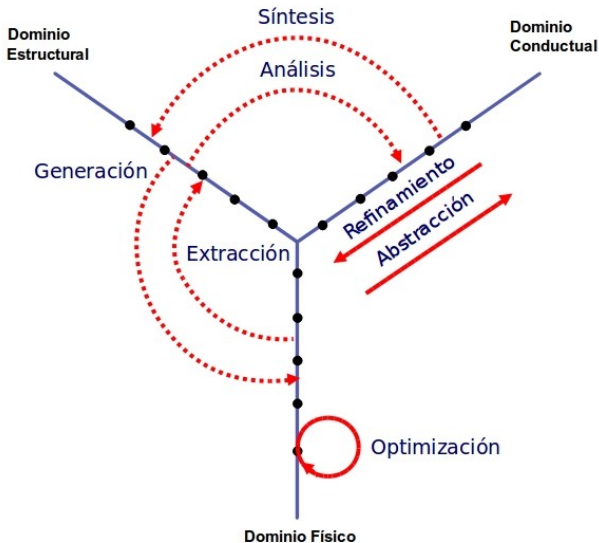 Síntesis
Dominio
Estructural
Dominio
Conductual
Análisis
Generación
Refinamiento
Abstracción
Extracción
Optimización
Dominio Físico